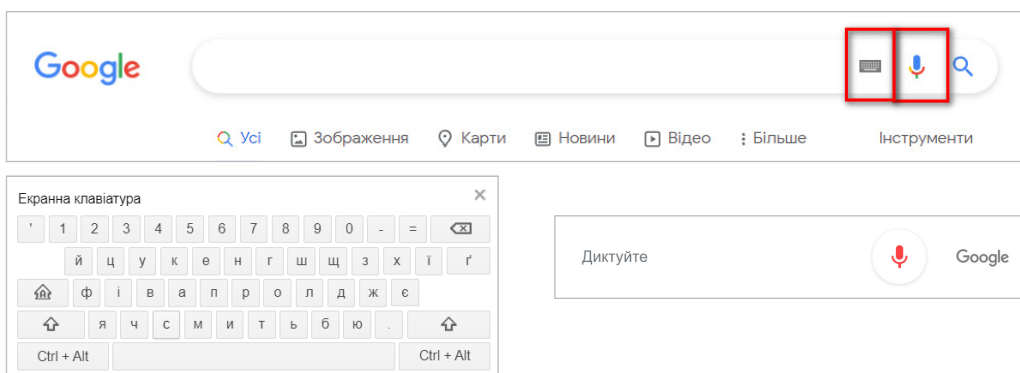 Google
Усі Зображення Карти Новини Відео Більше Інструменти
Екранна клавіатура
' 1 2 3 4 5 6 7 8 9 0 - =
й ц у к е н г ш щ з х ї ґ
ф і в а п р о л д ж є
я ч с м и т ь б ю .
Ctrl + Alt Ctrl + Alt
Диктуйте Google